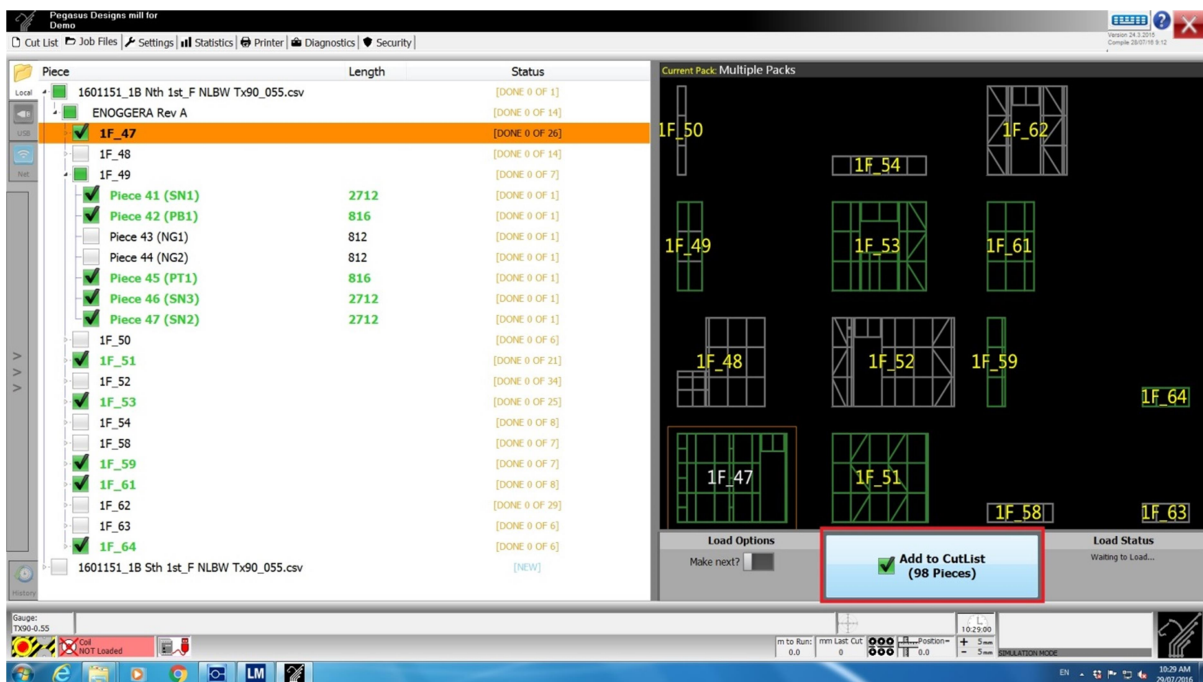 Pegasus Designs mill for
Demo
Version 24.3.2015
Compile 28/07/16 9:12
Cut List Job Files Settings Statistics Printer Diagnostics Security
Piece Length Status
Local
USB
Net
History
1601151_1B Nth 1st_F NLBW Tx90_055.csv [DONE 0 OF 1]
ENOGGERA Rev A [DONE 0 OF 14]
1F_47 [DONE 0 OF 26]
1F_48 [DONE 0 OF 14]
1F_49 [DONE 0 OF 7]
Piece 41 (SN1) 2712 [DONE 0 OF 1]
Piece 42 (PB1) 816 [DONE 0 OF 1]
Piece 43 (NG1) 812 [DONE 0 OF 1]
Piece 44 (NG2) 812 [DONE 0 OF 1]
Piece 45 (PT1) 816 [DONE 0 OF 1]
Piece 46 (SN3) 2712 [DONE 0 OF 1]
Piece 47 (SN2) 2712 [DONE 0 OF 1]
1F_50 [DONE 0 OF 6]
1F_51 [DONE 0 OF 21]
1F_52 [DONE 0 OF 34]
1F_53 [DONE 0 OF 25]
1F_54 [DONE 0 OF 8]
1F_58 [DONE 0 OF 7]
1F_59 [DONE 0 OF 7]
1F_61 [DONE 0 OF 8]
1F_62 [DONE 0 OF 29]
1F_63 [DONE 0 OF 6]
1F_64 [DONE 0 OF 6]
1601151_1B Sth 1st_F NLBW Tx90_055.csv [NEW]
Current Pack: Multiple Packs
1F_50 1F_62
1F_54
1F_49 1F_53 1F_61
1F_48 1F_52 1F_59
1F_64
1F_47 1F_51
1F_58 1F_63
Load Options
Make next?
Add to CutList
(98 Pieces)
Load Status
Waiting to Load...
Gauge:
TX90-0.55
Coil
NOT Loaded
m to Run:
0.0
mm Last Cut
0
Position
0.0
10:29:00
+ 5mm
- 5mm
SIMULATION MODE
LM
EN
10:29 AM
29/07/2016